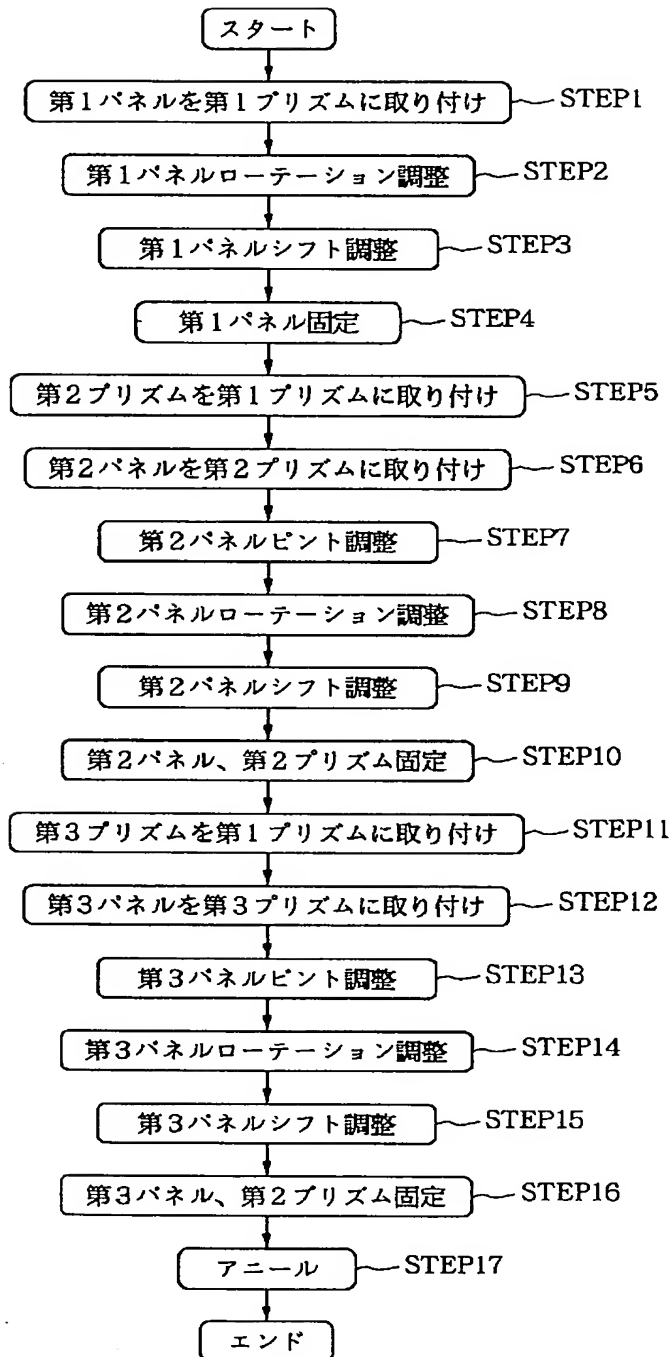 スタート
第1パネルを第1プリズムに取り付け STEP1
第1パネルローテーション調整 STEP2
第1パネルシフト調整 STEP3
第1パネル固定 STEP4
第2プリズムを第1プリズムに取り付け STEP5
第2パネルを第2プリズムに取り付け STEP6
第2パネルピント調整 STEP7
第2パネルローテーション調整 STEP8
第2パネルシフト調整 STEP9
第2パネル、第2プリズム固定 STEP10
第3プリズムを第1プリズムに取り付け STEP11
第3パネルを第3プリズムに取り付け STEP12
第3パネルピント調整 STEP13
第3パネルローテーション調整 STEP14
第3パネルシフト調整 STEP15
第3パネル、第2プリズム固定 STEP16
アニール STEP17
エンド